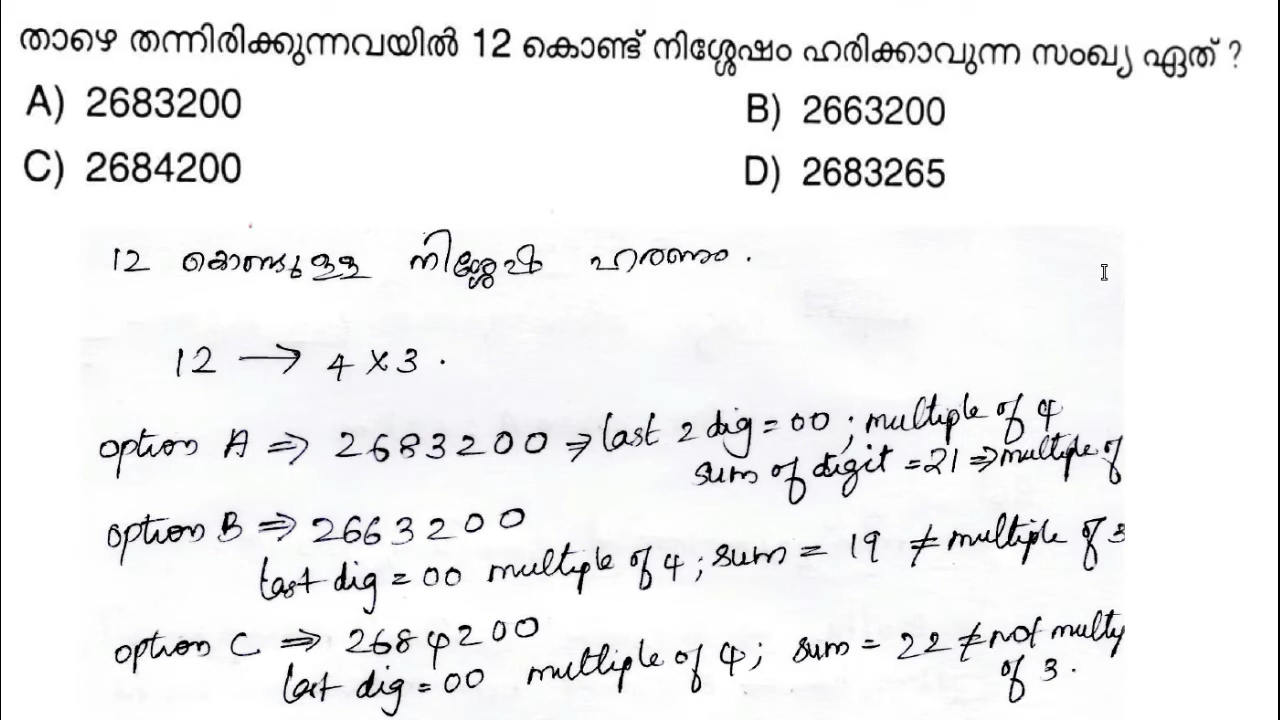 താഴെ തന്നിരിക്കുന്നവയിൽ 12 കൊണ്ട് നിശ്ശേഷം ഹരിക്കാവുന്ന സംഖ്യ ഏത് ?
A) 2683200 B) 2663200
C) 2684200 D) 2683265
12 കൊണ്ടുള്ള നിശ്ശേഷ ഹരണം .
12 → 4 × 3 .
option A ⇒ 2683200 ⇒ last 2 dig = 00 ; multiple of 4
sum of digit = 21 ⇒ multiple of
option B ⇒ 2663200
last dig = 00 multiple of 4 ; sum = 19 ≠ multiple of 3
option C ⇒ 2684200
last dig = 00 multiple of 4 ; sum = 22 ≠ not multy
of 3 .